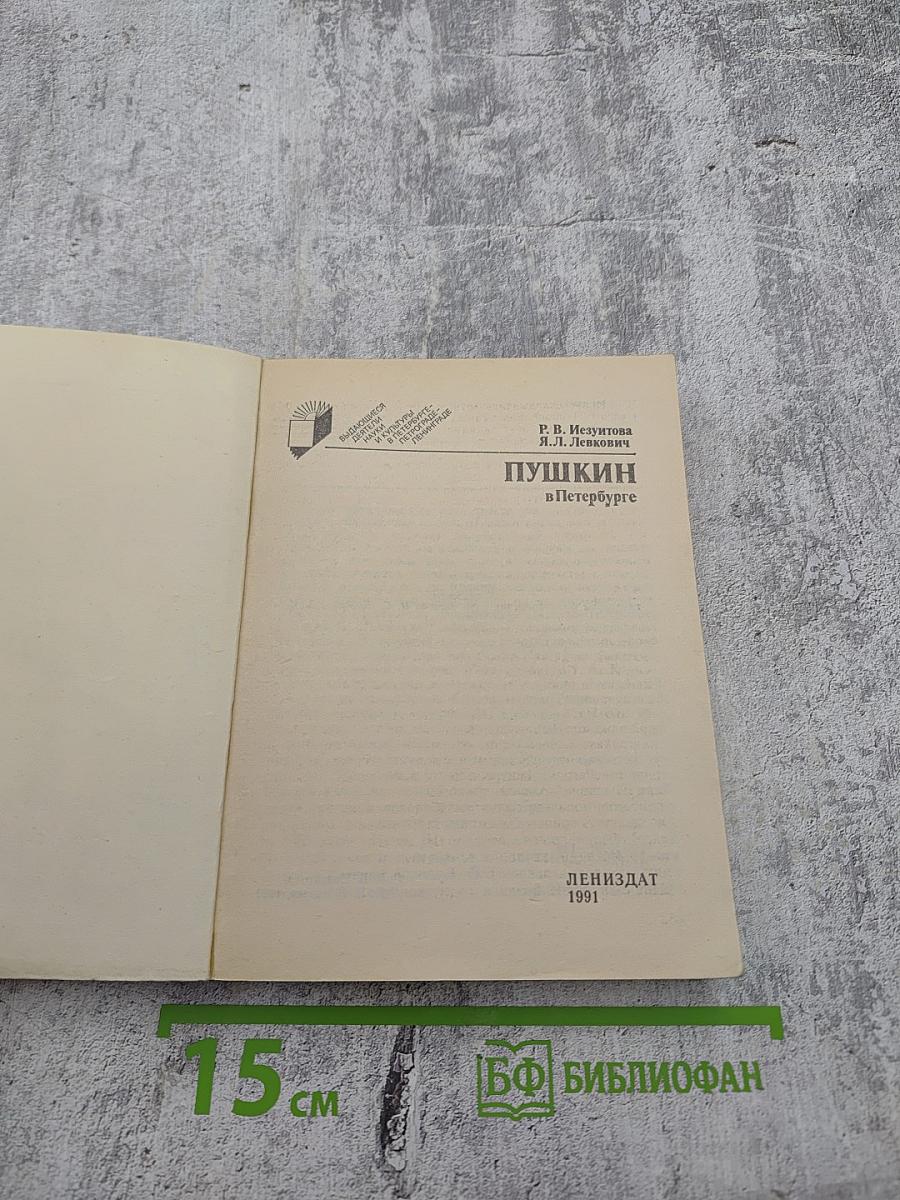 ВЫДАЮЩИЕСЯ
ДЕЯТЕЛИ
НАУКИ
И КУЛЬТУРЫ
В ПЕТЕРБУРГЕ–
ПЕТРОГРАДЕ–
ЛЕНИНГРАДЕ
Р. В. Иезуитова
Я. Л. Левкович
ПУШКИН
в Петербурге
ЛЕНИЗДАТ
1991
15 см
БФ БИБЛИОФАН